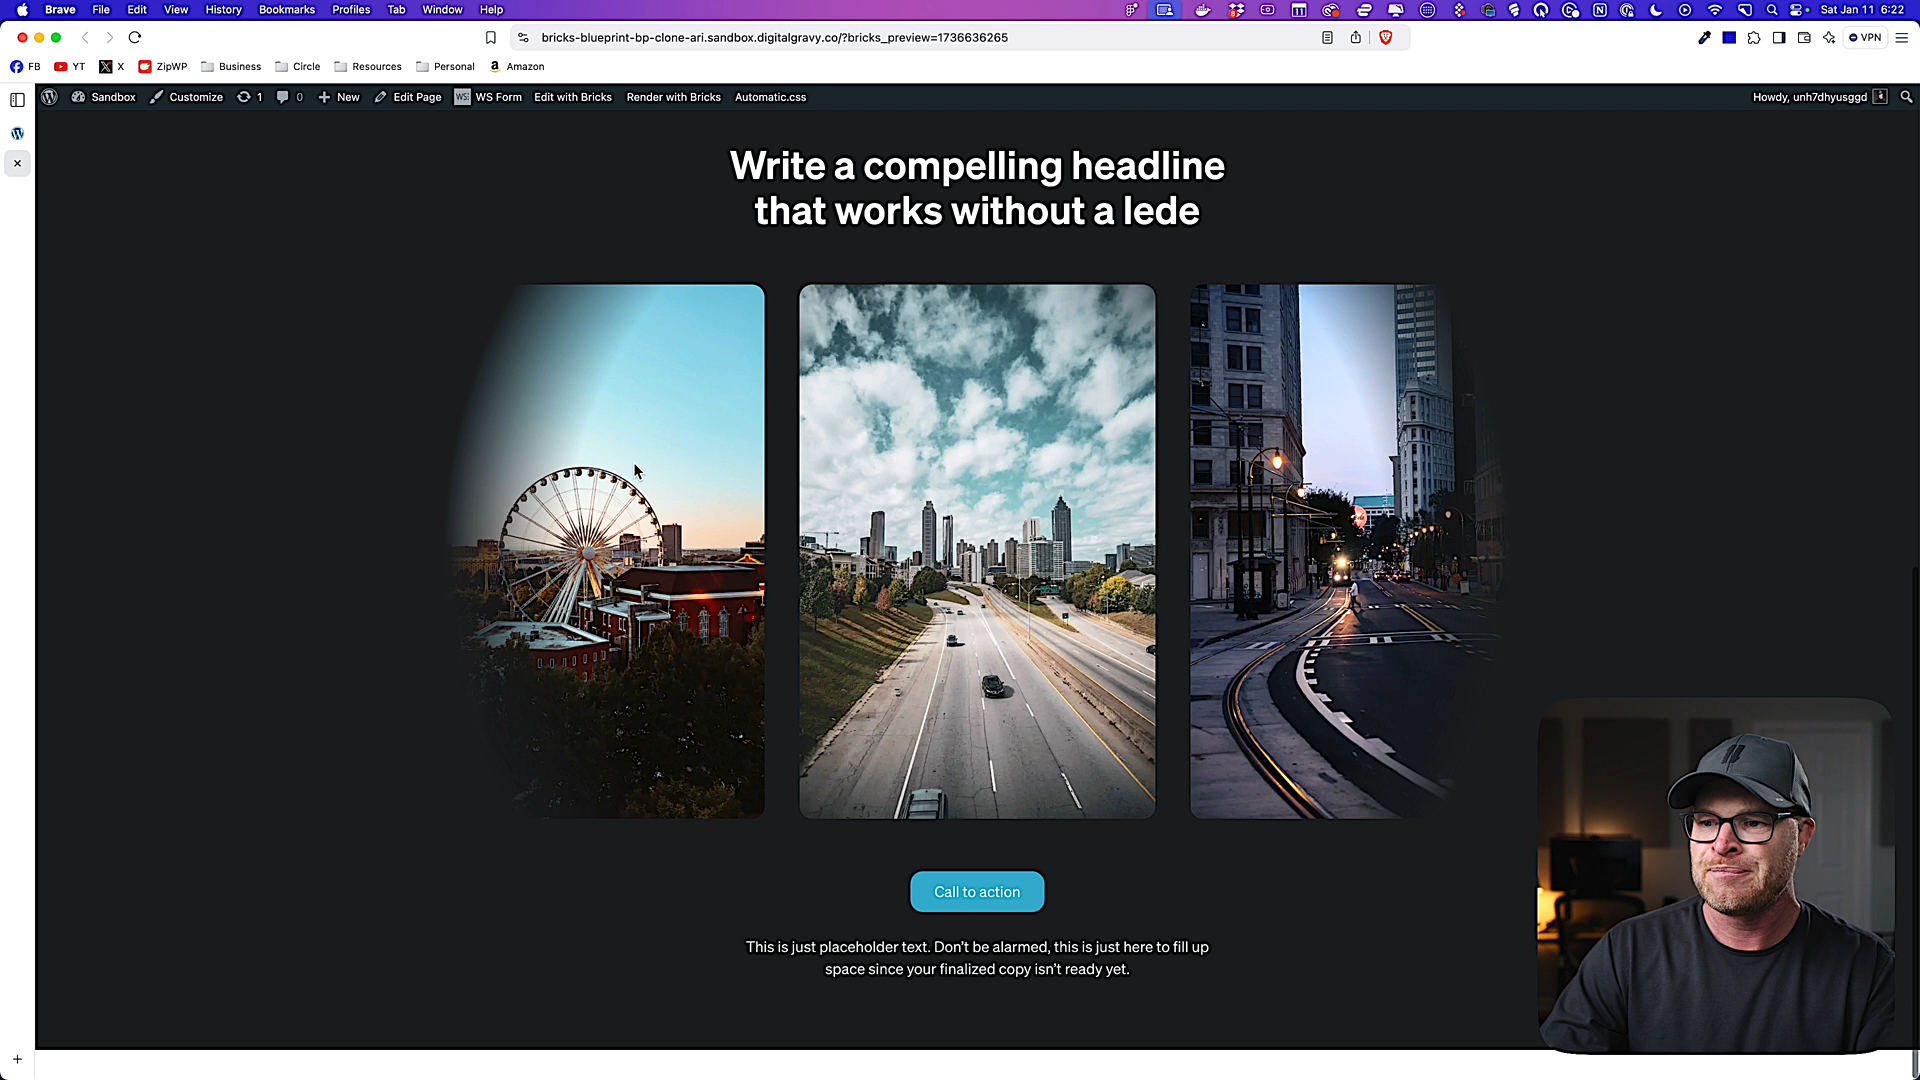 Brave File Edit View History Bookmarks Profiles Tab Window Help Sat Jan 11 6:22
bricks-blueprint-bp-clone-ari.sandbox.digitalgravy.co/?bricks_preview=1736636265 VPN
FB YT X ZipWP Business Circle Resources Personal Amazon
Sandbox Customize 1 0 New Edit Page WS Form Edit with Bricks Render with Bricks Automatic.css Howdy, unh7dhyusggd
Write a compelling headline
that works without a lede
Call to action
This is just placeholder text. Don't be alarmed, this is just here to fill up
space since your finalized copy isn't ready yet.